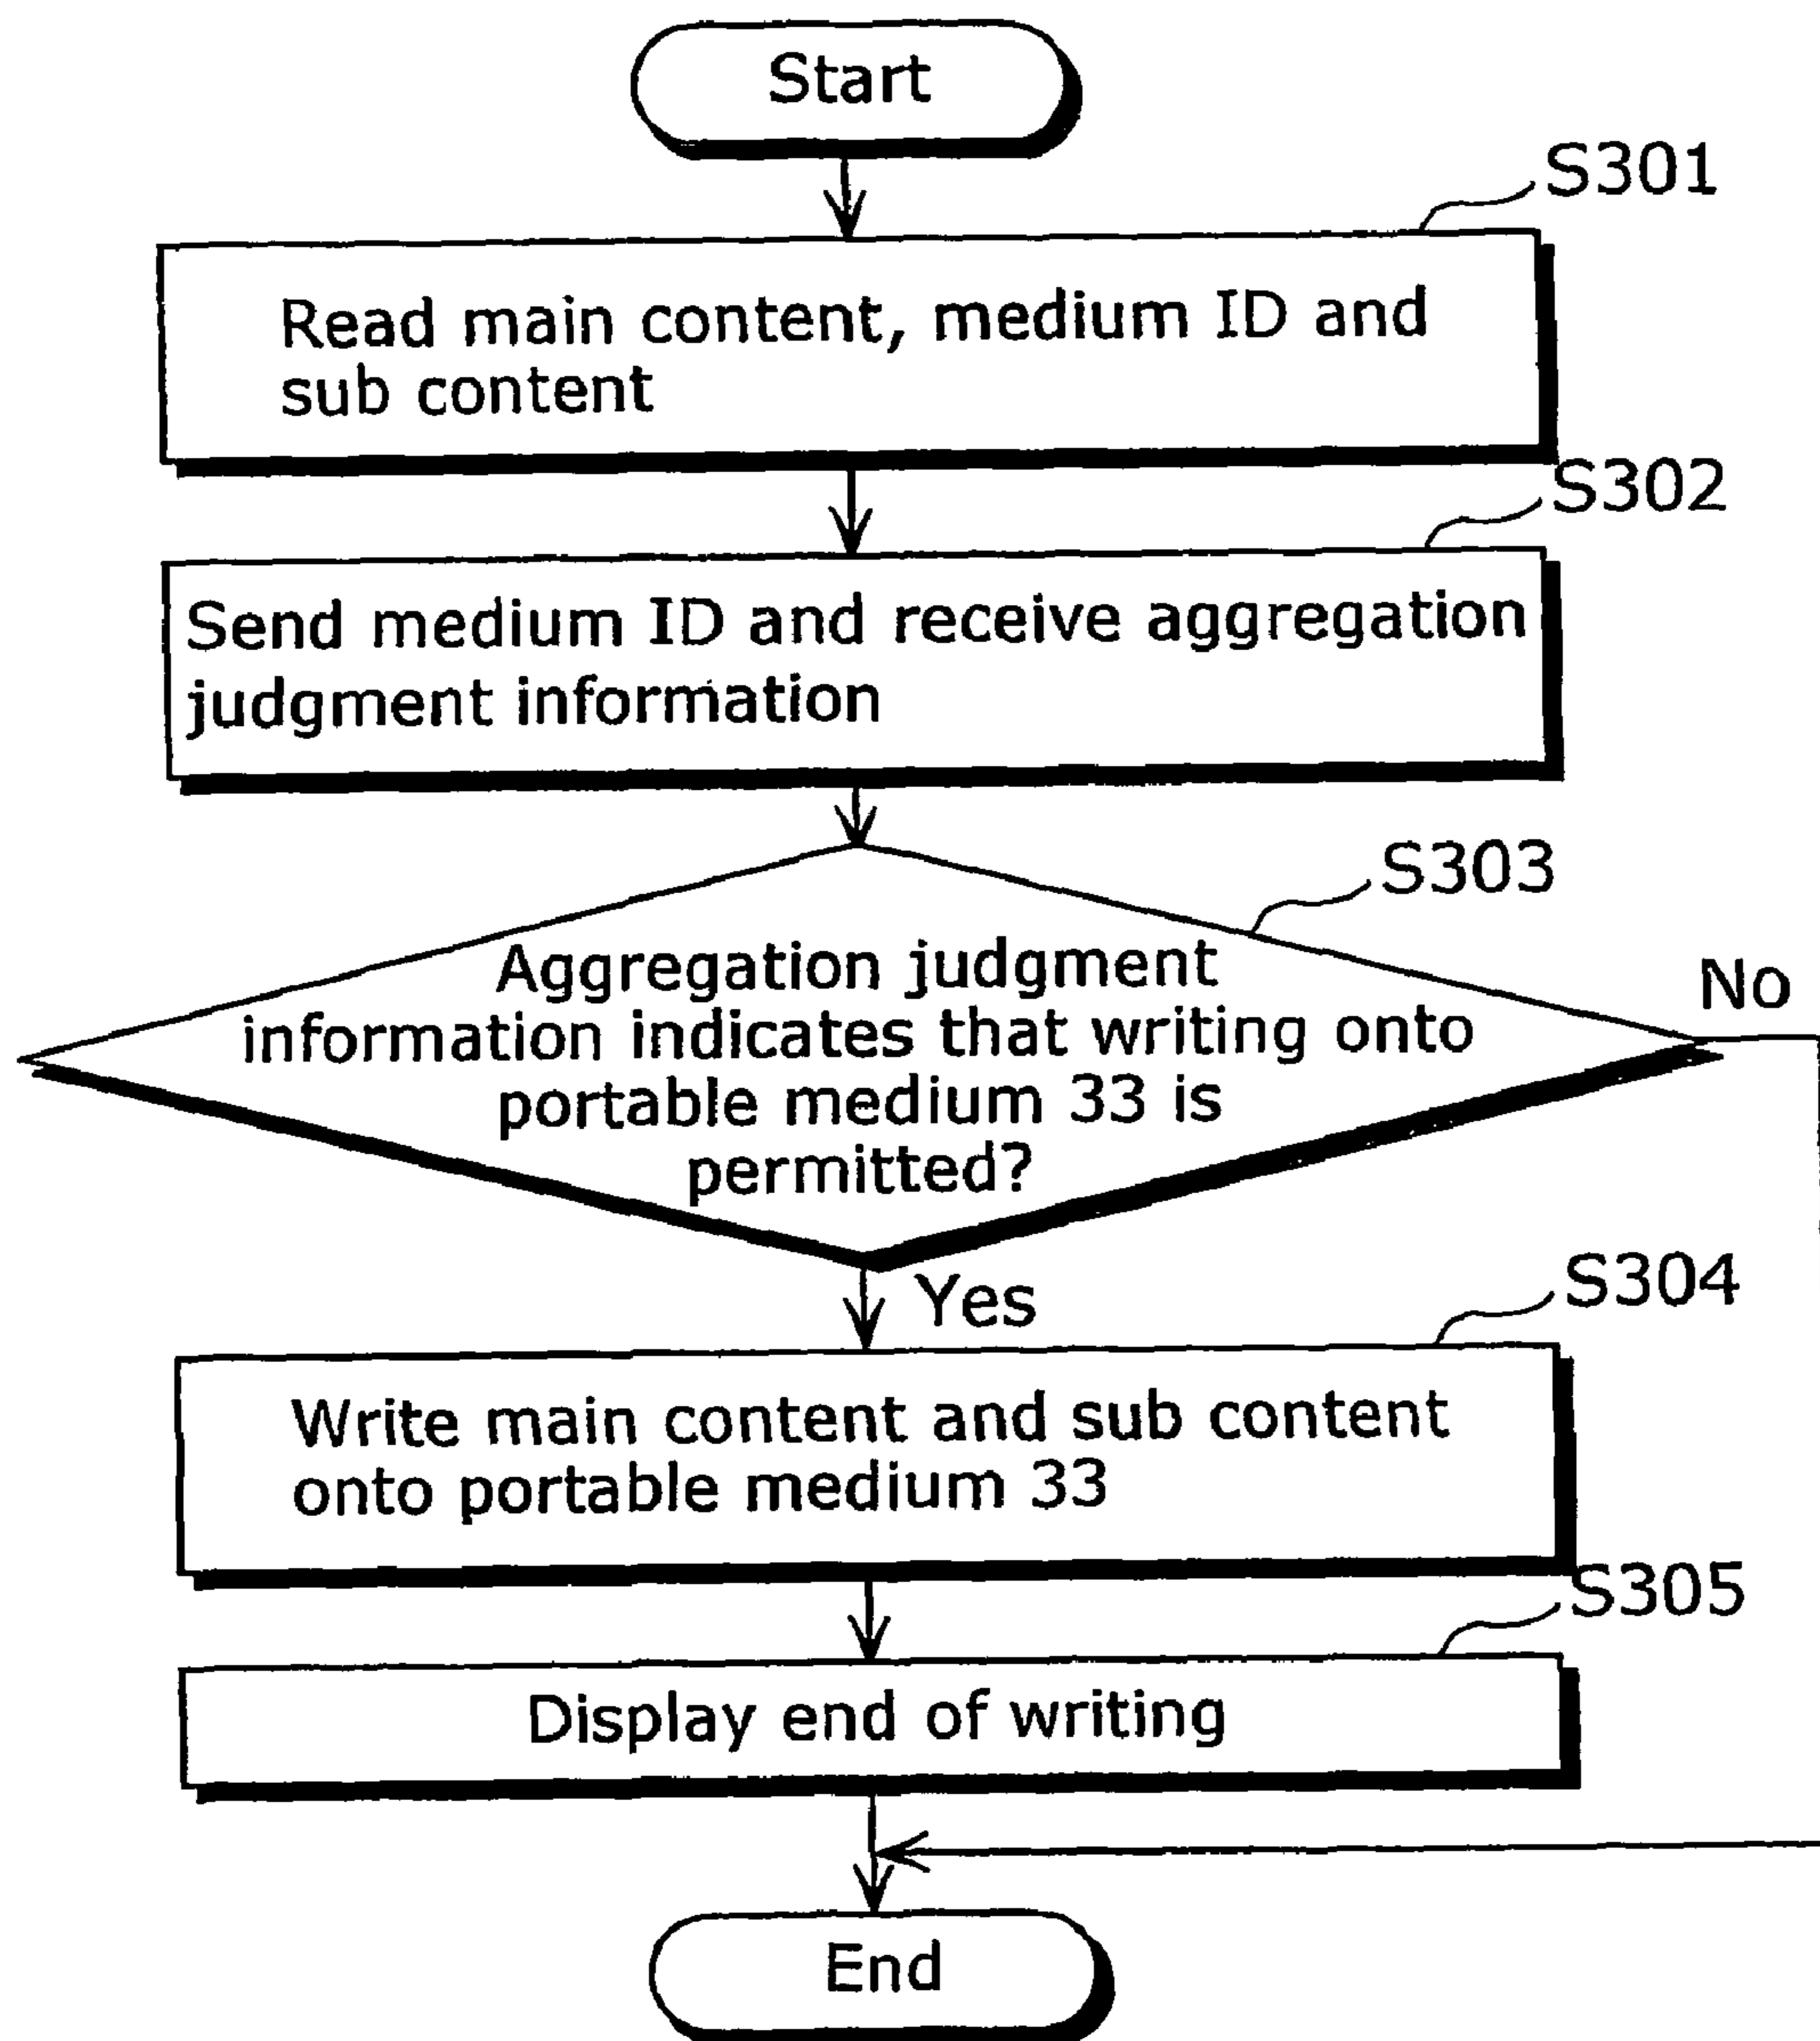 Start
S301
Read main content, medium ID and
sub content
S302
Send medium ID and receive aggregation
judgment information
S303
Aggregation judgment
information indicates that writing onto
portable medium 33 is
permitted?
No
Yes
S304
Write main content and sub content
onto portable medium 33
S305
Display end of writing
End